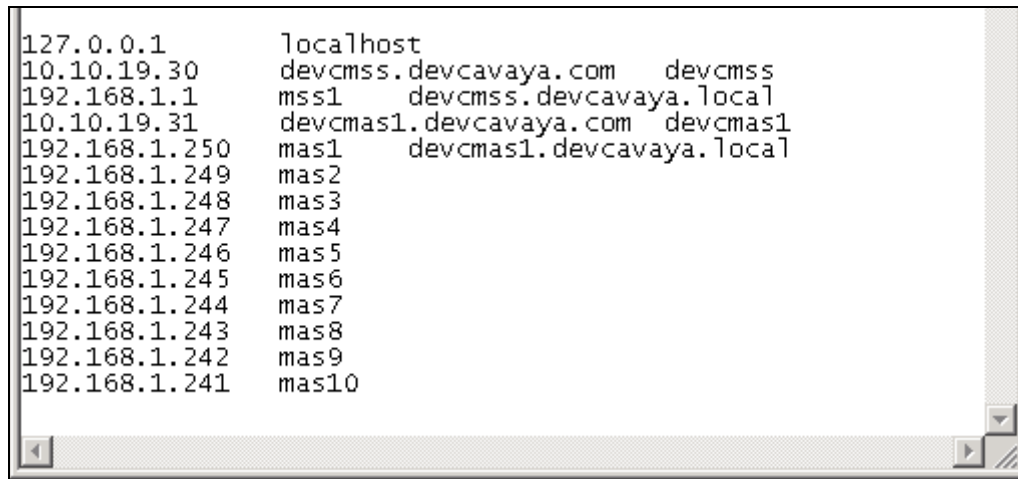 127.0.0.1 localhost
10.10.19.30 devcmss.devcavaya.com devcmss
192.168.1.1 mss1 devcmss.devcavaya.local
10.10.19.31 devcmas1.devcavaya.com devcmas1
192.168.1.250 mas1 devcmas1.devcavaya.local
192.168.1.249 mas2
192.168.1.248 mas3
192.168.1.247 mas4
192.168.1.246 mas5
192.168.1.245 mas6
192.168.1.244 mas7
192.168.1.243 mas8
192.168.1.242 mas9
192.168.1.241 mas10